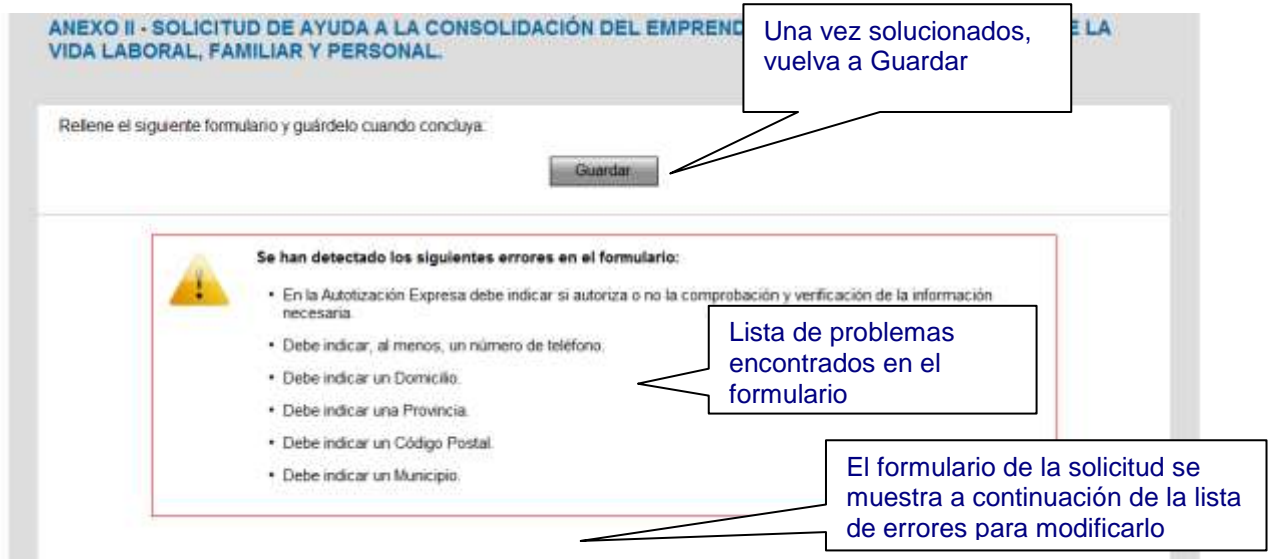 ANEXO II - SOLICITUD DE AYUDA A LA CONSOLIDACIÓN DEL EMPREND
E LA
VIDA LABORAL, FAMILIAR Y PERSONAL.
Una vez solucionados,
vuelva a Guardar
Rellene el siguiente formulario y guárdelo cuando concluya:
Guardar
Se han detectado los siguientes errores en el formulario:
• En la Autotización Expresa debe indicar si autoriza o no la comprobación y verificación de la información
necesaria.
• Debe indicar, al menos, un número de teléfono.
• Debe indicar un Domicilio.
• Debe indicar una Provincia.
• Debe indicar un Código Postal.
• Debe indicar un Municipio.
Lista de problemas
encontrados en el
formulario
El formulario de la solicitud se
muestra a continuación de la lista
de errores para modificarlo